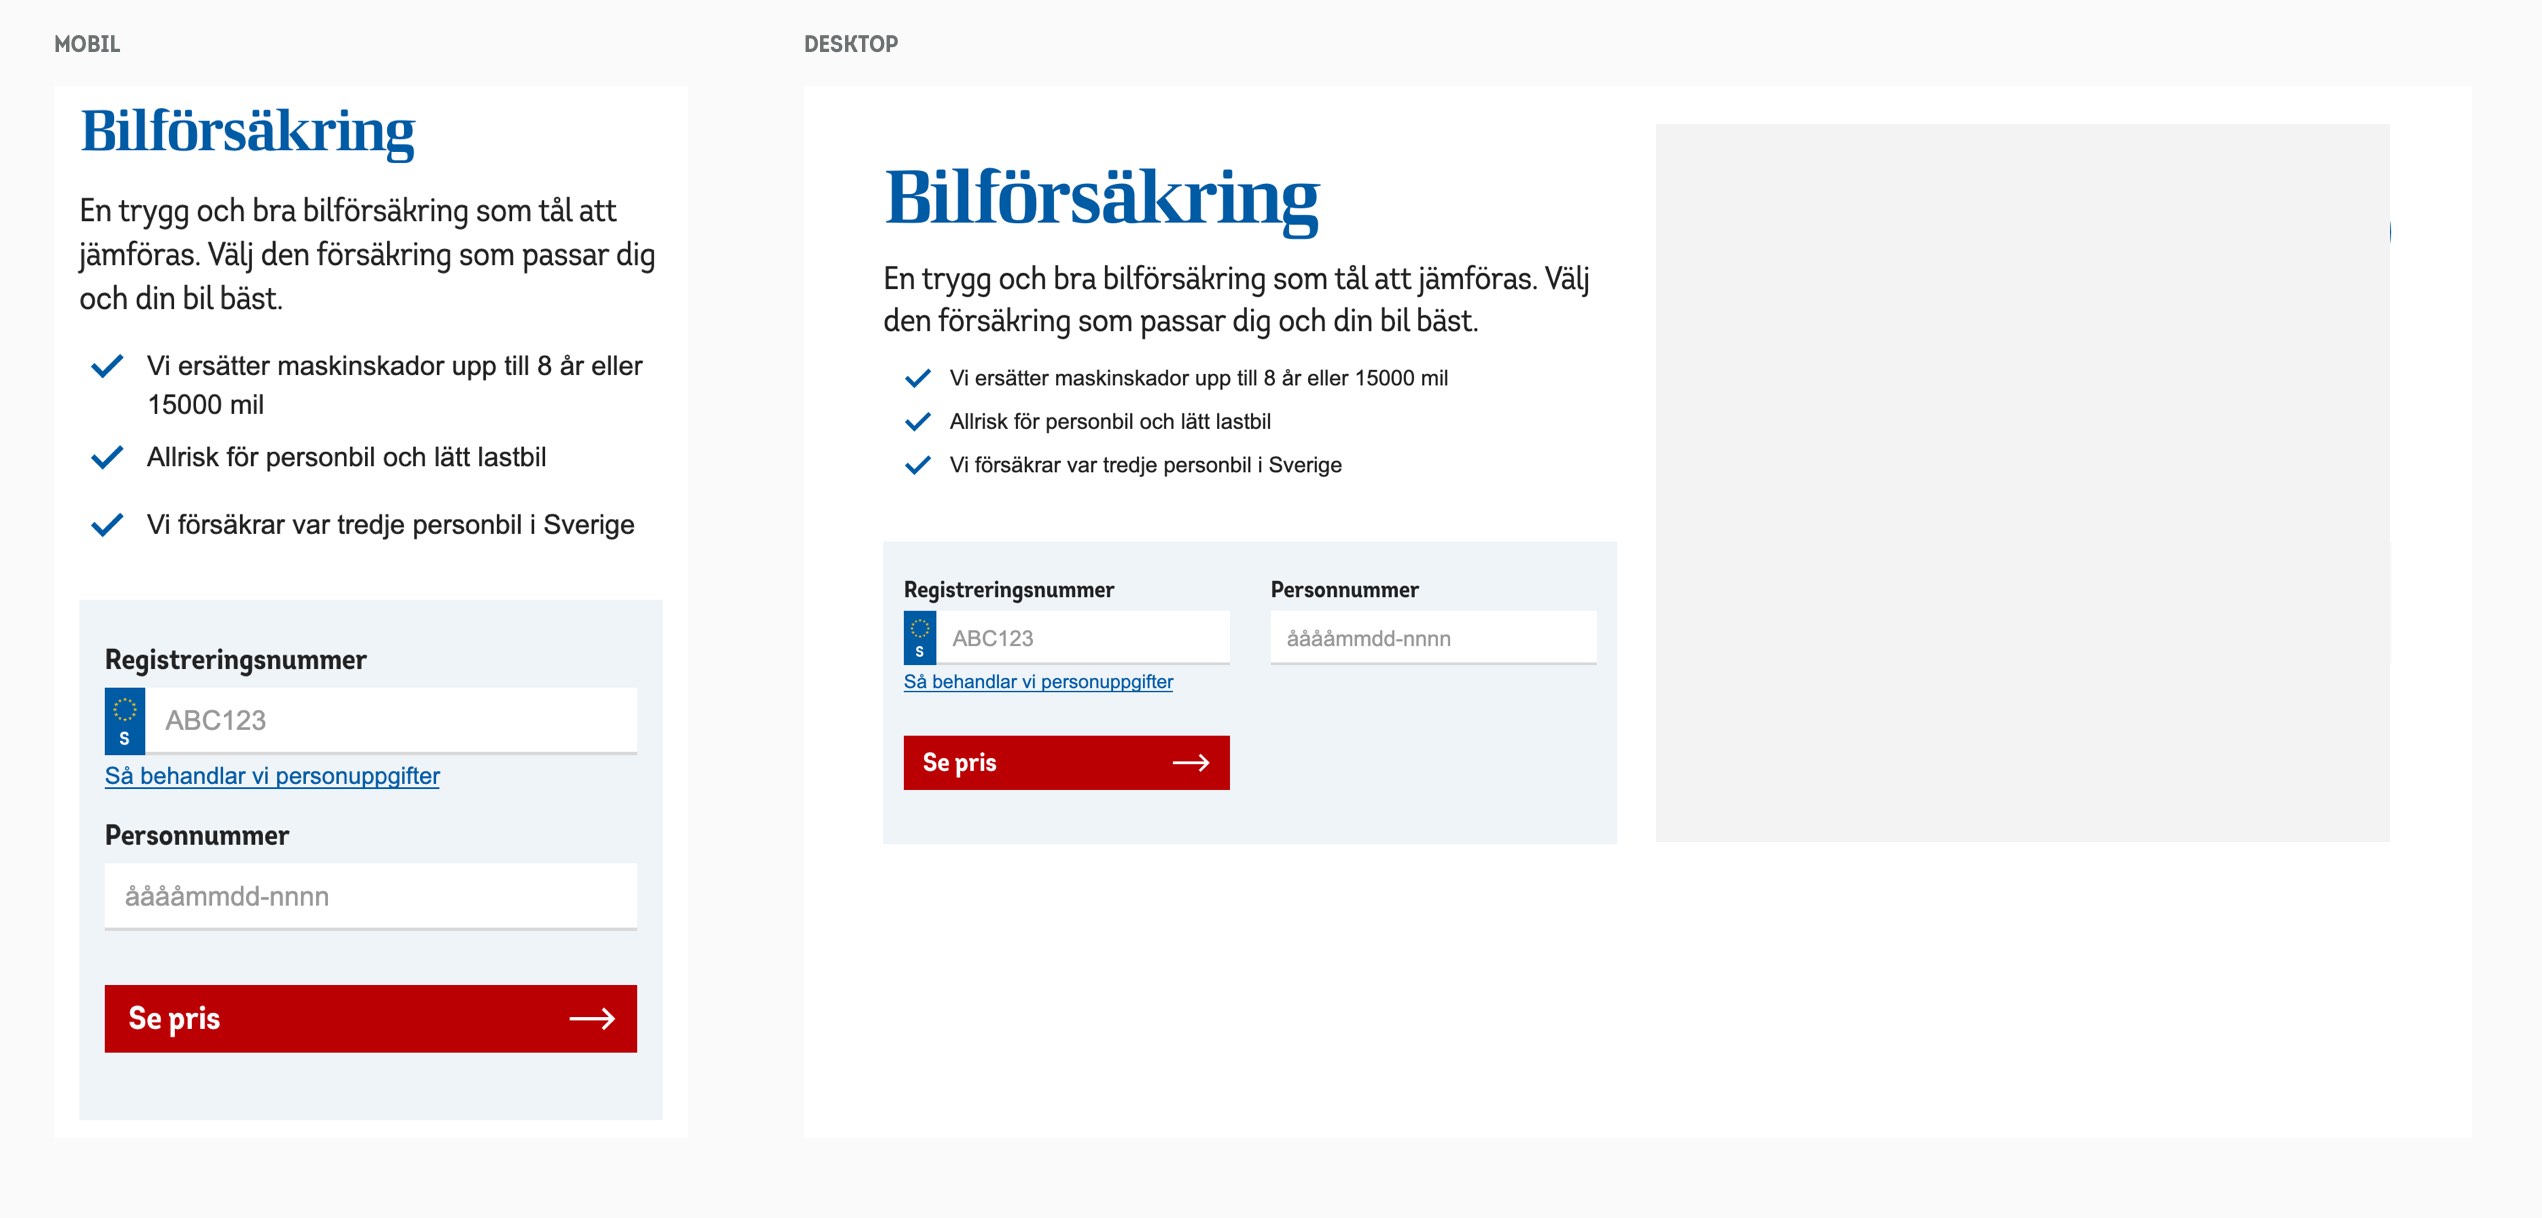 MOBIL
Bilförsäkring
En trygg och bra bilförsäkring som tål att
jämföras. Välj den försäkring som passar dig
och din bil bäst.
Vi ersätter maskinskador upp till 8 år eller
15000 mil
Allrisk för personbil och lätt lastbil
Vi försäkrar var tredje personbil i Sverige
Registreringsnummer
S
ABC123
Så behandlar vi personuppgifter
Personnummer
ååååmmdd-nnnn
Se pris
DESKTOP
Bilförsäkring
En trygg och bra bilförsäkring som tål att jämföras. Välj
den försäkring som passar dig och din bil bäst.
Vi ersätter maskinskador upp till 8 år eller 15000 mil
Allrisk för personbil och lätt lastbil
Vi försäkrar var tredje personbil i Sverige
Registreringsnummer
S
ABC123
Så behandlar vi personuppgifter
Personnummer
ååååmmdd-nnnn
Se pris